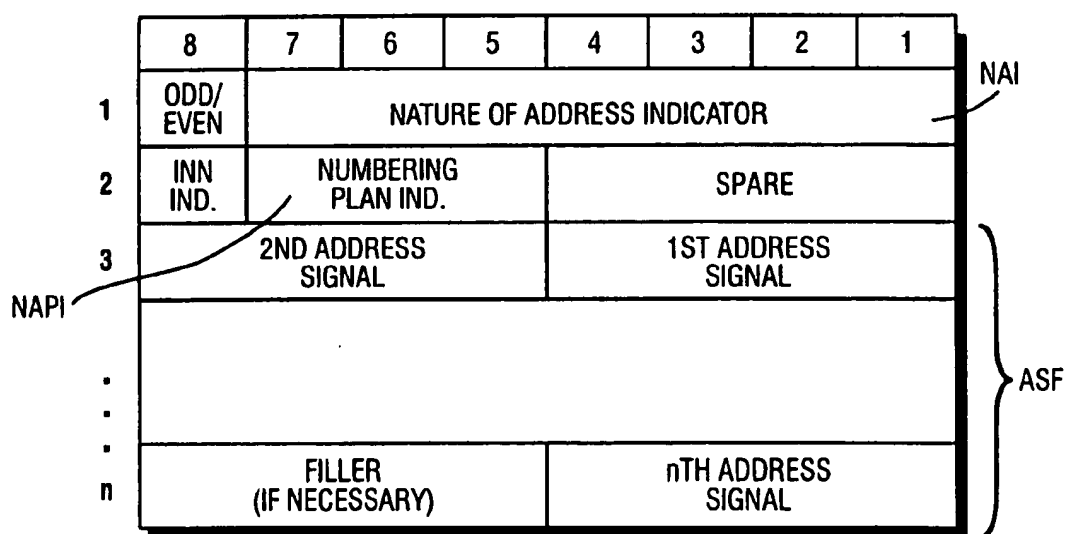 8 7 6 5 4 3 2 1
NAI
1 ODD/
EVEN
NATURE OF ADDRESS INDICATOR
2 INN
IND.
NUMBERING
PLAN IND.
SPARE
3 2ND ADDRESS
SIGNAL
1ST ADDRESS
SIGNAL
NAPI
ASF
.
.
.
n FILLER
(IF NECESSARY)
nTH ADDRESS
SIGNAL